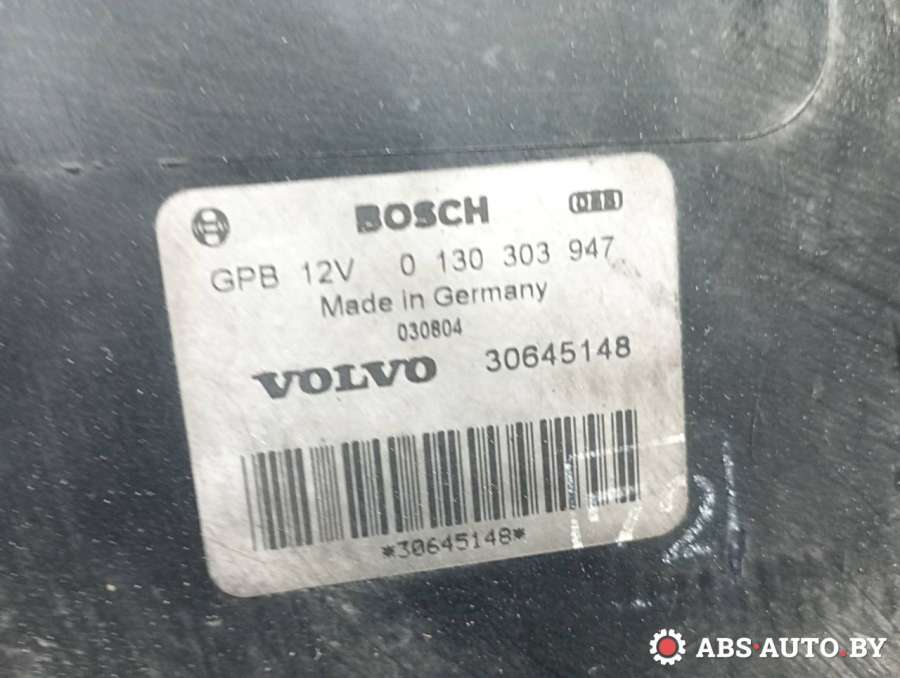 BOSCH
GPB 12V 0 130 303 947
Made in Germany
030804
VOLVO 30645148
*30645148*
ABS-AUTO.BY